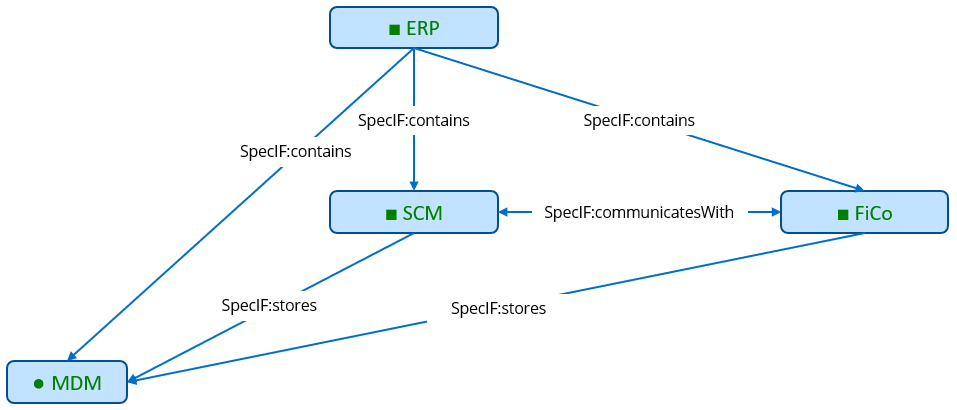 ■ ERP
SpecIF:contains
SpecIF:contains
SpecIF:contains
■ SCM
SpecIF:communicatesWith
■ FiCo
SpecIF:stores
SpecIF:stores
● MDM